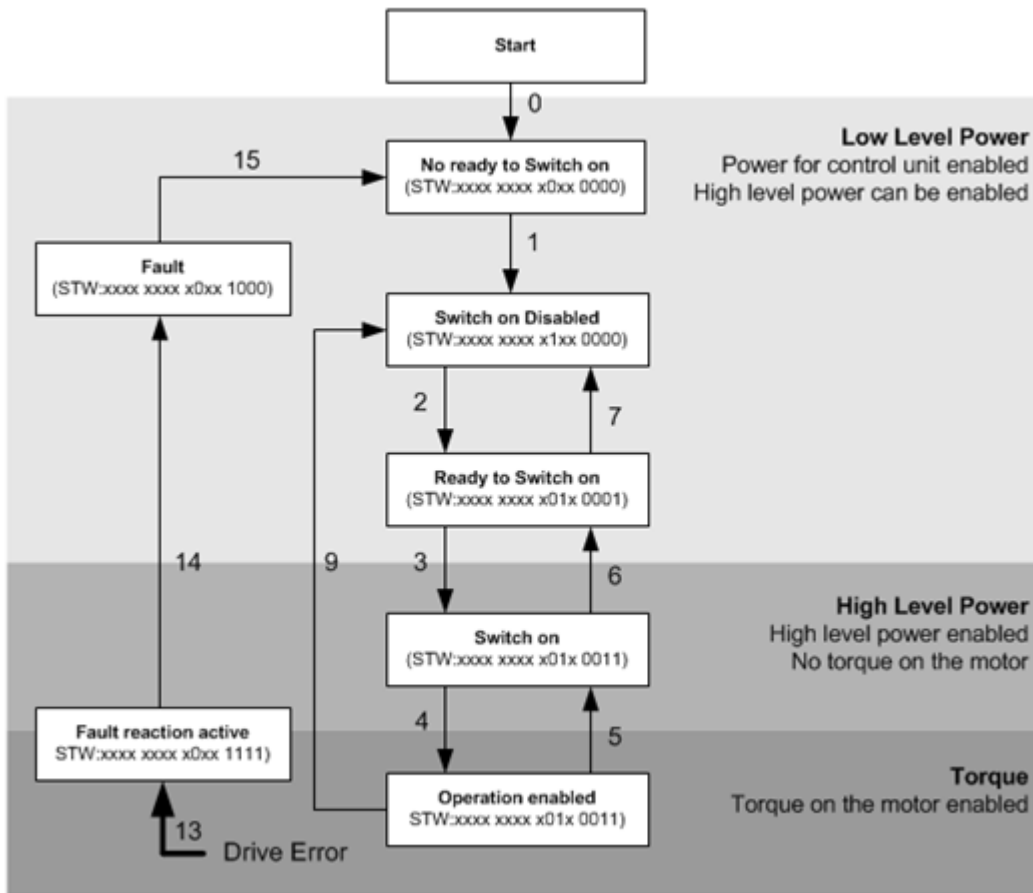 Start
0
Low Level Power
Power for control unit enabled
High level power can be enabled
15
No ready to Switch on
(STW:xxxx xxxx x0xx 0000)
1
Fault
(STW:xxxx xxxx x0xx 1000)
Switch on Disabled
(STW:xxxx xxxx x1xx 0000)
2
7
Ready to Switch on
(STW:xxxx xxxx x01x 0001)
14
9
3
6
High Level Power
High level power enabled
No torque on the motor
Switch on
(STW:xxxx xxxx x01x 0011)
4
5
Fault reaction active
STW:xxxx xxxx x0xx 1111)
Torque
Torque on the motor enabled
Operation enabled
STW:xxxx xxxx x01x 0011)
13
Drive Error